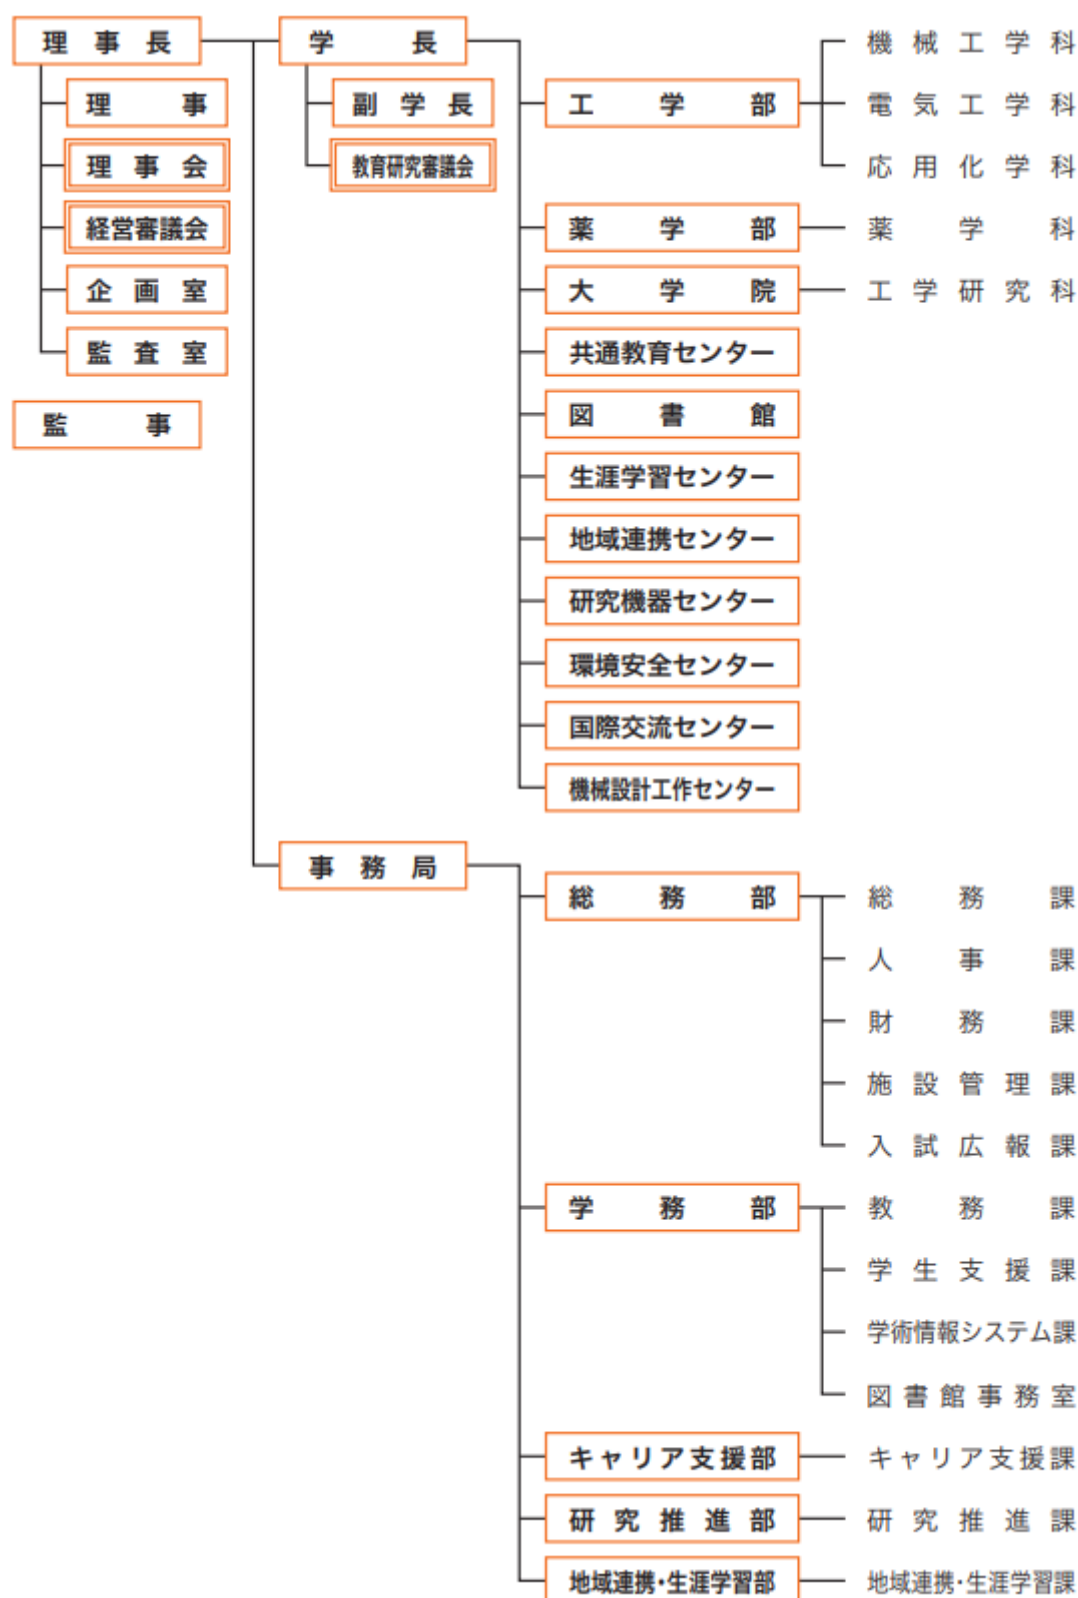 理事長
理事
理事会
経営審議会
企画室
監査室
監事
学長
副学長
教育研究審議会
工学部
機械工学科
電気工学科
応用化学科
薬学部
薬学科
大学院
工学研究科
共通教育センター
図書館
生涯学習センター
地域連携センター
研究機器センター
環境安全センター
国際交流センター
機械設計工作センター
事務局
総務部
総務課
人事課
財務課
施設管理課
入試広報課
学務部
教務課
学生支援課
学術情報システム課
図書館事務室
キャリア支援部
キャリア支援課
研究推進部
研究推進課
地域連携・生涯学習部
地域連携・生涯学習課